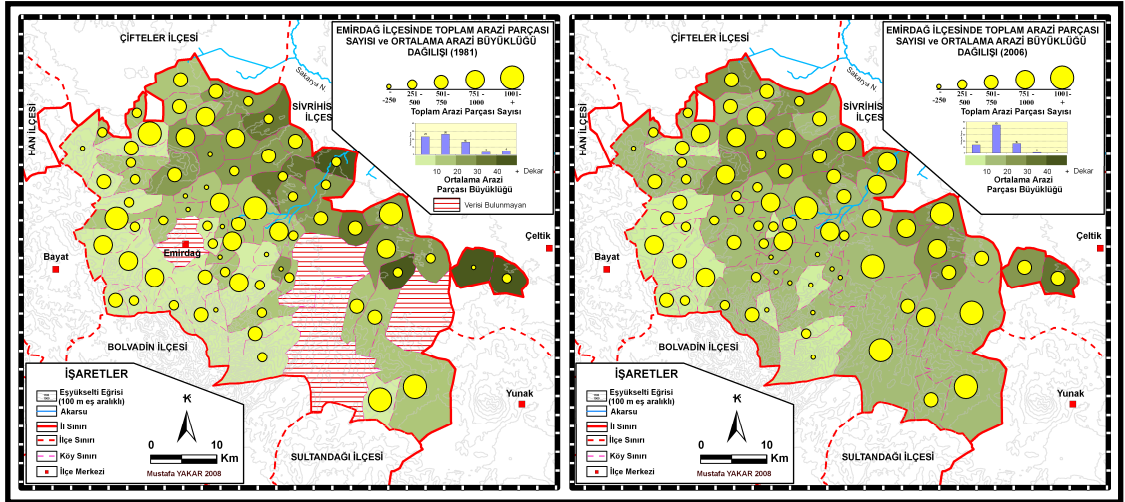 EMİRDAĞ İLÇESİNDE TOPLAM ARAZİ PARÇASI
SAYISI ve ORTALAMA ARAZİ BÜYÜKLÜĞÜ
DAĞILIŞI (1981)
-250
251 - 500
501- 750
751- 1000
1001- +
Toplam Arazi Parçası Sayısı
10 20 30 40 + Dekar
Ortalama Arazi
Parçası Büyüklüğü
Verisi Bulunmayan
ÇİFTELER İLÇESİ
Sakarya N.
SİVRİHİS
İLÇES
HAN İLÇESİ
Emirdağ
Bayat
Çeltik
BOLVADİN İLÇESİ
Yunak
SULTANDAĞI İLÇESİ
İŞARETLER
Eşyükselti Eğrisi
(100 m eş aralıklı)
Akarsu
İl Sınırı
İlçe Sınırı
Köy Sınırı
İlçe Merkezi
K
0 10
Km
Mustafa YAKAR 2008
EMİRDAĞ İLÇESİNDE TOPLAM ARAZİ PARÇASI
SAYISI ve ORTALAMA ARAZİ BÜYÜKLÜĞÜ
DAĞILIŞI (2006)
-250
251 - 500
501- 750
751- 1000
1001- +
Toplam Arazi Parçası Sayısı
10 20 30 40 + Dekar
Ortalama Arazi
Parçası Büyüklüğü
ÇİFTELER İLÇESİ
Sakarya N.
SİVRİHİS
İLÇES
HAN İLÇESİ
Bayat
Çeltik
BOLVADİN İLÇESİ
Yunak
SULTANDAĞI İLÇESİ
İŞARETLER
Eşyükselti Eğrisi
(100 m eş aralıklı)
Akarsu
İl Sınırı
İlçe Sınırı
Köy Sınırı
İlçe Merkezi
K
0 10
Km
Mustafa YAKAR 2008